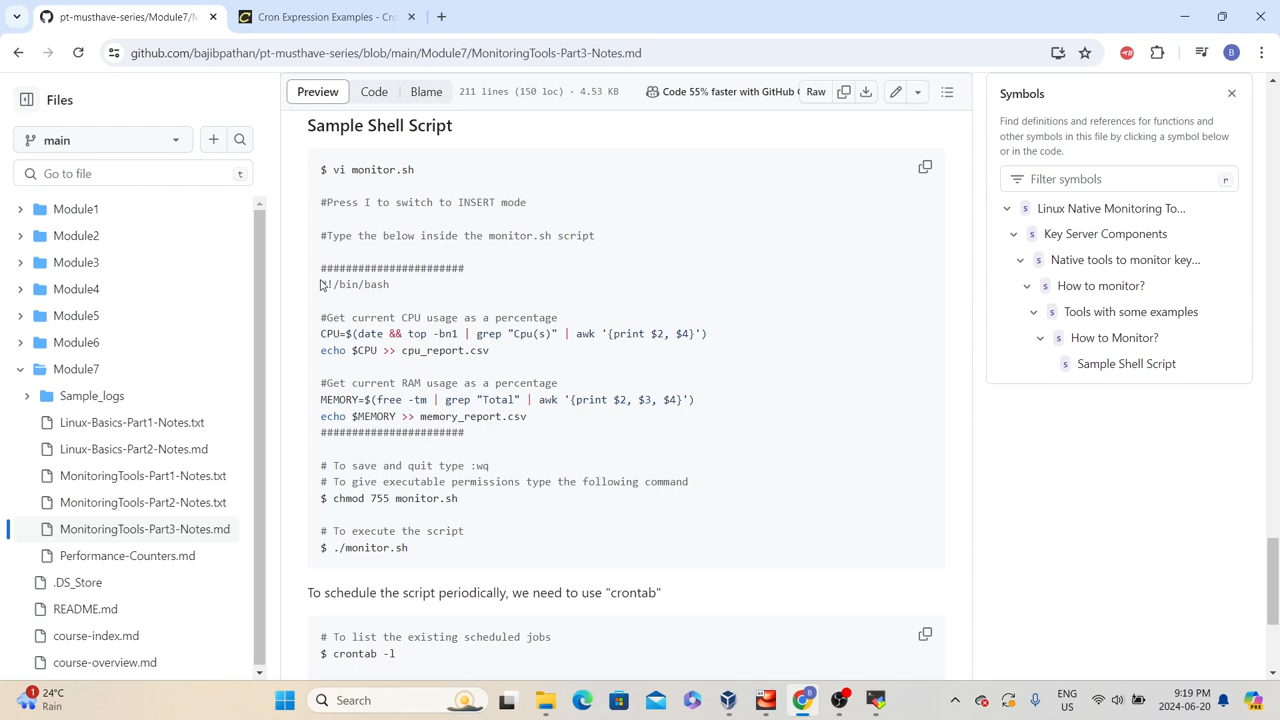 pt-musthave-series/Module7/M
Cron Expression Examples - Cro
github.com/bajibpathan/pt-musthave-series/blob/main/Module7/MonitoringTools-Part3-Notes.md
B
Files
main
Go to file
t
Module1
Module2
Module3
Module4
Module5
Module6
Module7
Sample_logs
Linux-Basics-Part1-Notes.txt
Linux-Basics-Part2-Notes.md
MonitoringTools-Part1-Notes.txt
MonitoringTools-Part2-Notes.txt
MonitoringTools-Part3-Notes.md
Performance-Counters.md
.DS_Store
README.md
course-index.md
course-overview.md
Preview
Code
Blame
211 lines (150 loc) · 4.53 KB
Code 55% faster with GitHub C
Raw
Sample Shell Script
$ vi monitor.sh
#Press I to switch to INSERT mode
#Type the below inside the monitor.sh script
#######################
#!/bin/bash
#Get current CPU usage as a percentage
CPU=$(date && top -bn1 | grep "Cpu(s)" | awk '{print $2, $4}')
echo $CPU >> cpu_report.csv
#Get current RAM usage as a percentage
MEMORY=$(free -tm | grep "Total" | awk '{print $2, $3, $4}')
echo $MEMORY >> memory_report.csv
#######################
# To save and quit type :wq
# To give executable permissions type the following command
$ chmod 755 monitor.sh
# To execute the script
$ ./monitor.sh
To schedule the script periodically, we need to use "crontab"
# To list the existing scheduled jobs
$ crontab -l
Symbols
Find definitions and references for functions and
other symbols in this file by clicking a symbol below
or in the code.
Filter symbols
r
s Linux Native Monitoring To...
s Key Server Components
s Native tools to monitor key...
s How to monitor?
s Tools with some examples
s How to Monitor?
s Sample Shell Script
1
24°C
Rain
Search
ENG
US
9:19 PM
2024-06-20